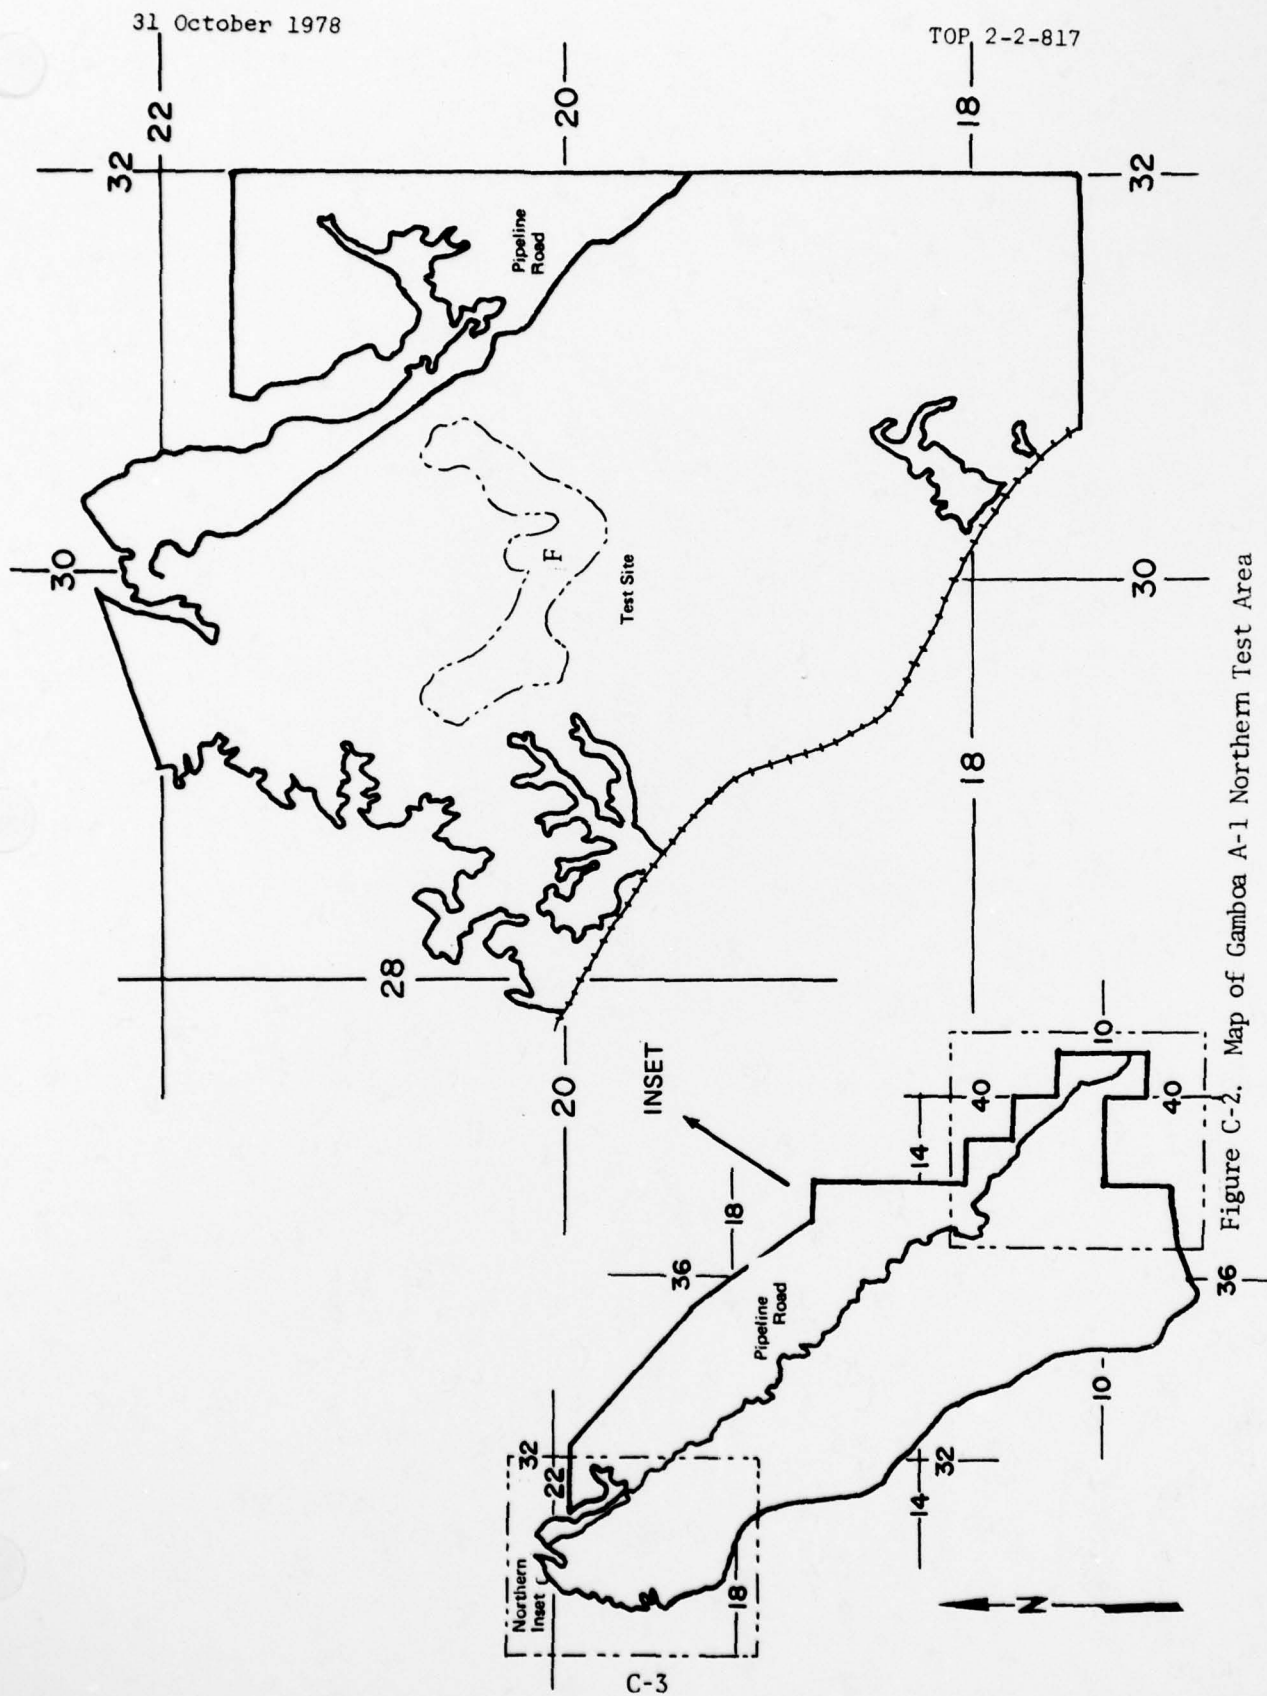 31 October 1978
TOP 2-2-817
22
20
18
32
32
Pipeline
Road
30
F
Test Site
30
28
18
20
INSET
10
40
40
14
18
36
Pipeline
Road
36
10
32
22
32
14
Northern
Inset
18
N
Figure C-2. Map of Gamboa A-1 Northern Test Area
C-3